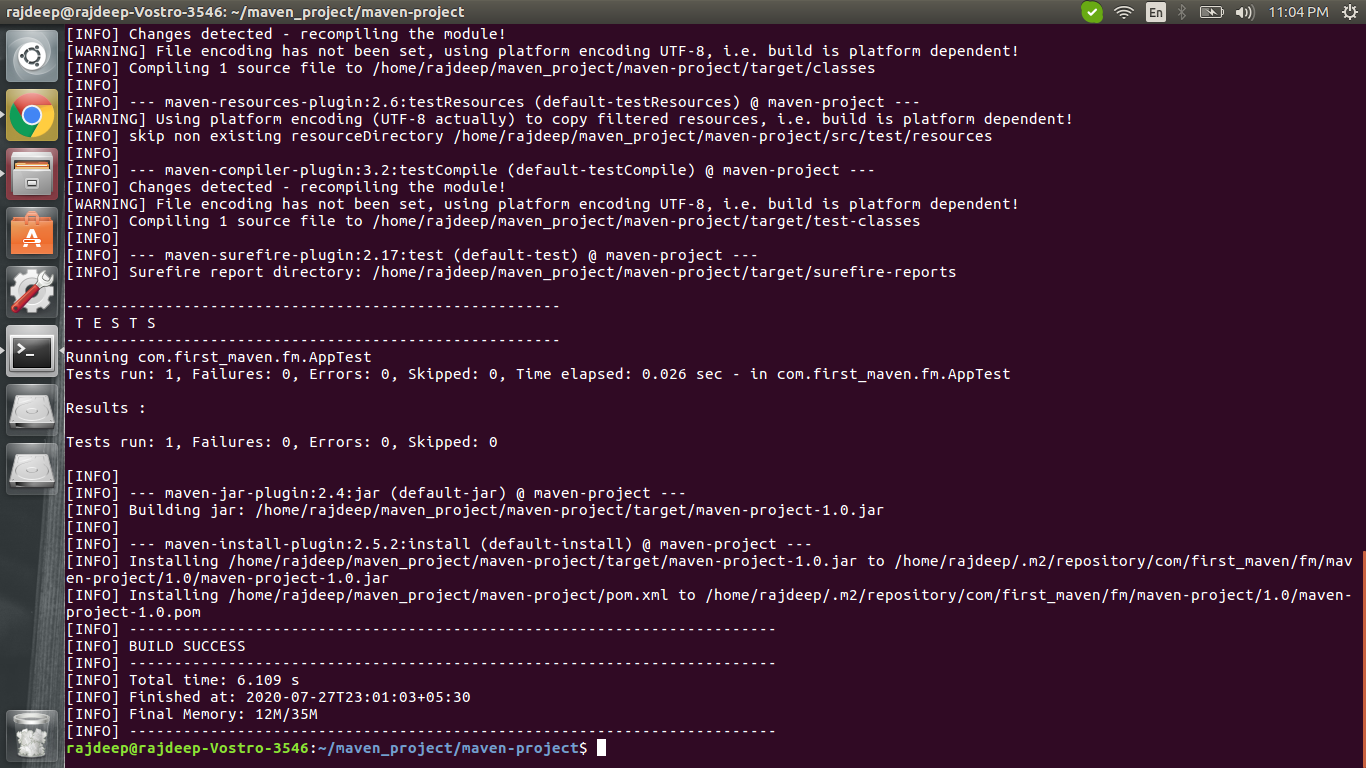 rajdeep@rajdeep-Vostro-3546: ~/maven_project/maven-project
En
11:04 PM
[INFO] Changes detected - recompiling the module!
[WARNING] File encoding has not been set, using platform encoding UTF-8, i.e. build is platform dependent!
[INFO] Compiling 1 source file to /home/rajdeep/maven_project/maven-project/target/classes
[INFO]
[INFO] --- maven-resources-plugin:2.6:testResources (default-testResources) @ maven-project ---
[WARNING] Using platform encoding (UTF-8 actually) to copy filtered resources, i.e. build is platform dependent!
[INFO] skip non existing resourceDirectory /home/rajdeep/maven_project/maven-project/src/test/resources
[INFO]
[INFO] --- maven-compiler-plugin:3.2:testCompile (default-testCompile) @ maven-project ---
[INFO] Changes detected - recompiling the module!
[WARNING] File encoding has not been set, using platform encoding UTF-8, i.e. build is platform dependent!
[INFO] Compiling 1 source file to /home/rajdeep/maven_project/maven-project/target/test-classes
[INFO]
[INFO] --- maven-surefire-plugin:2.17:test (default-test) @ maven-project ---
[INFO] Surefire report directory: /home/rajdeep/maven_project/maven-project/target/surefire-reports
-------------------------------------------------------
T E S T S
-------------------------------------------------------
Running com.first_maven.fm.AppTest
Tests run: 1, Failures: 0, Errors: 0, Skipped: 0, Time elapsed: 0.026 sec - in com.first_maven.fm.AppTest
Results :
Tests run: 1, Failures: 0, Errors: 0, Skipped: 0
[INFO]
[INFO] --- maven-jar-plugin:2.4:jar (default-jar) @ maven-project ---
[INFO] Building jar: /home/rajdeep/maven_project/maven-project/target/maven-project-1.0.jar
[INFO]
[INFO] --- maven-install-plugin:2.5.2:install (default-install) @ maven-project ---
[INFO] Installing /home/rajdeep/maven_project/maven-project/target/maven-project-1.0.jar to /home/rajdeep/.m2/repository/com/first_maven/fm/mav
en-project/1.0/maven-project-1.0.jar
[INFO] Installing /home/rajdeep/maven_project/maven-project/pom.xml to /home/rajdeep/.m2/repository/com/first_maven/fm/maven-project/1.0/maven-
project-1.0.pom
[INFO] ------------------------------------------------------------------------
[INFO] BUILD SUCCESS
[INFO] ------------------------------------------------------------------------
[INFO] Total time: 6.109 s
[INFO] Finished at: 2020-07-27T23:01:03+05:30
[INFO] Final Memory: 12M/35M
[INFO] ------------------------------------------------------------------------
rajdeep@rajdeep-Vostro-3546:~/maven_project/maven-project$